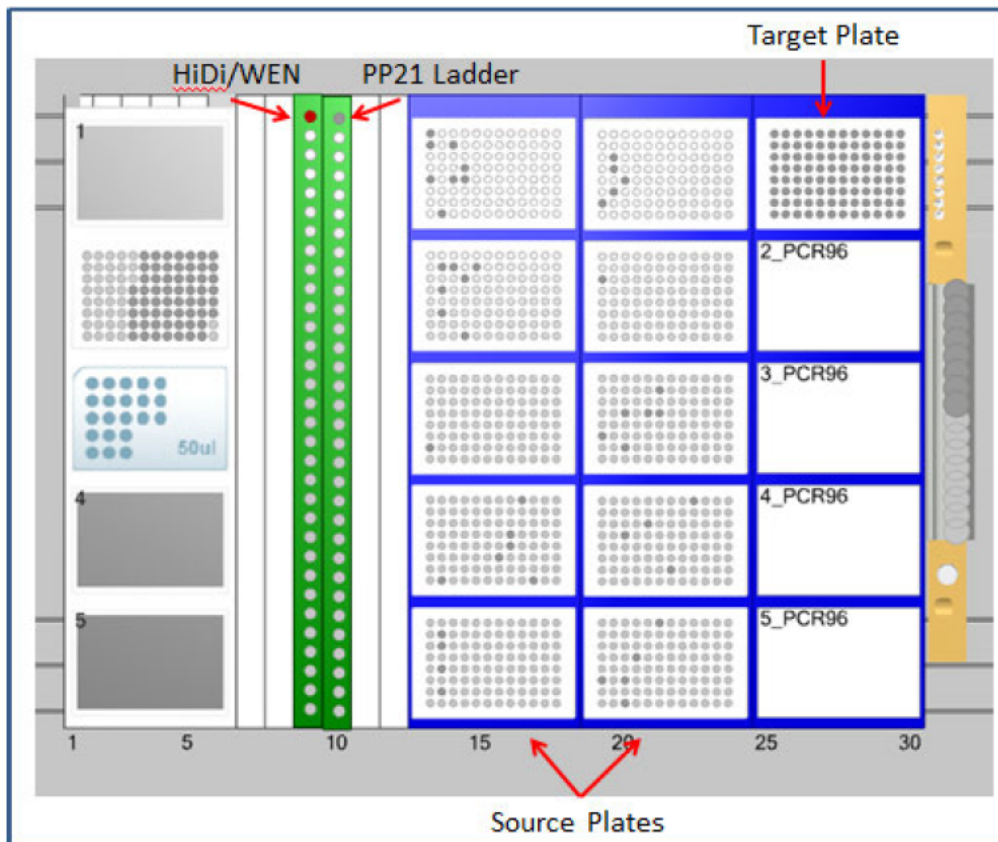 Target Plate
HiDi/WEN
PP21 Ladder
1
2_PCR96
3_PCR96
50ul
4
4_PCR96
5
5_PCR96
1 5 10 15 20 25 30
Source Plates